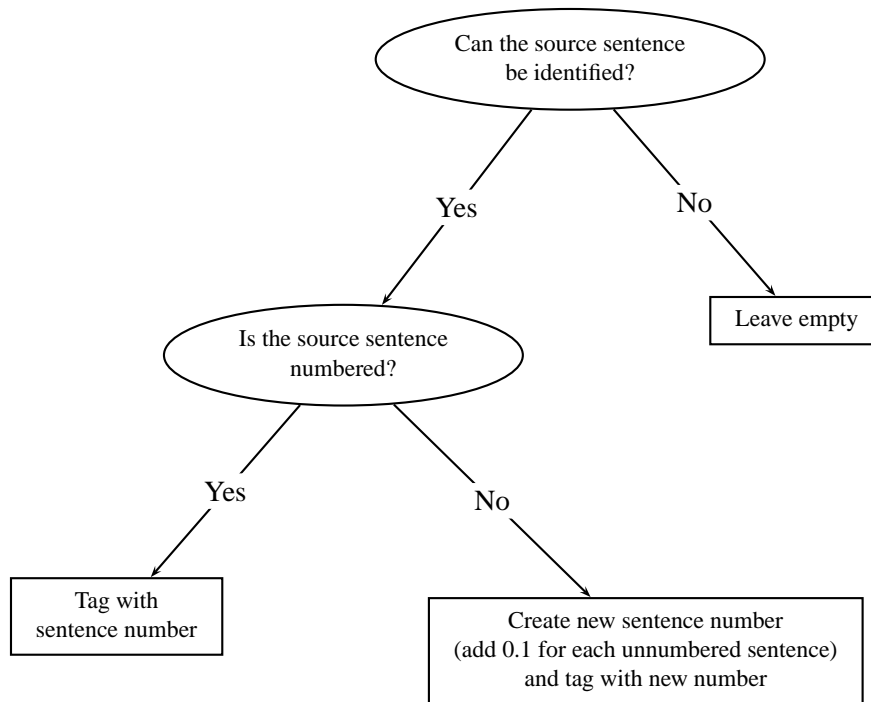 Can the source sentence
be identified?
Yes
No
Leave empty
Is the source sentence
numbered?
Yes
No
Tag with
sentence number
Create new sentence number
(add 0.1 for each unnumbered sentence)
and tag with new number